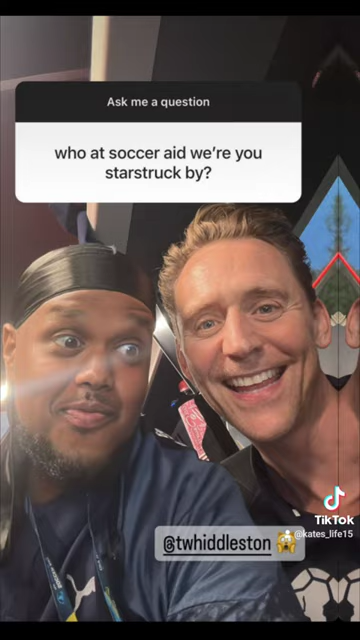 Ask me a question
who at soccer aid we're you
starstruck by?
@twhiddleston
TikTok
@kates_life15